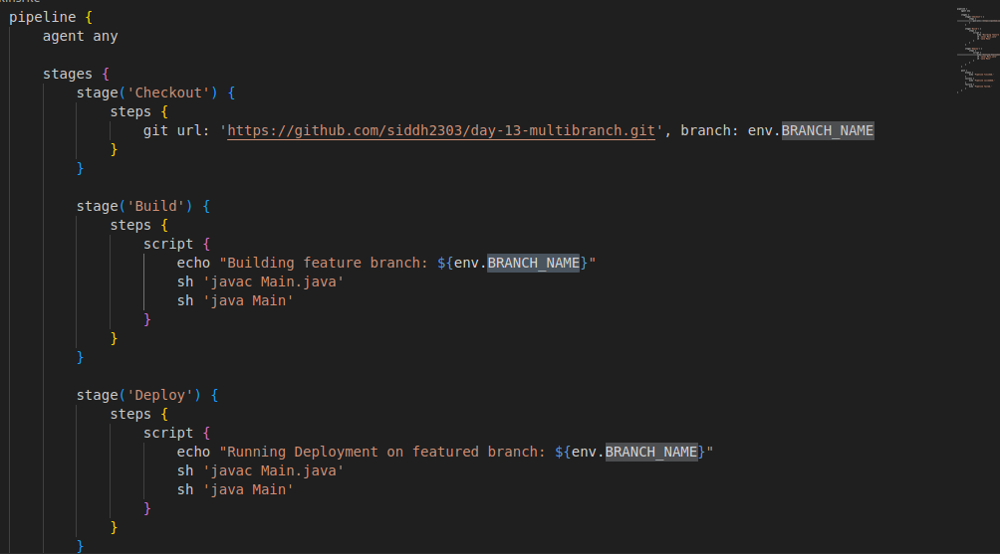 pipeline {
    agent any

    stages {
        stage('Checkout') {
            steps {
                git url: 'https://github.com/siddh2303/day-13-multibranch.git', branch: env.BRANCH_NAME
            }
        }

        stage('Build') {
            steps {
                script {
                    echo "Building feature branch: ${env.BRANCH_NAME}"
                    sh 'javac Main.java'
                    sh 'java Main'
                }
            }
        }

        stage('Deploy') {
            steps {
                script {
                    echo "Running Deployment on featured branch: ${env.BRANCH_NAME}"
                    sh 'javac Main.java'
                    sh 'java Main'
                }
            }
        }